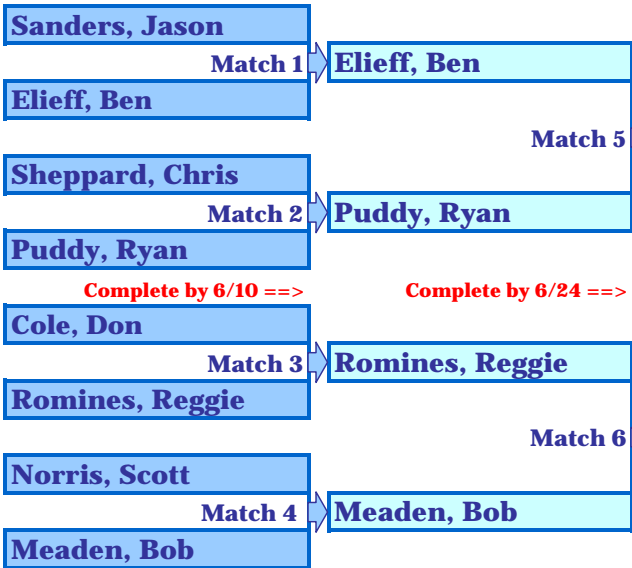 Sanders, Jason
Match 1
Elieff, Ben
Elieff, Ben
Match 5
Sheppard, Chris
Match 2
Puddy, Ryan
Puddy, Ryan
Complete by 6/10 ==>
Complete by 6/24 ==>
Cole, Don
Match 3
Romines, Reggie
Romines, Reggie
Match 6
Norris, Scott
Match 4
Meaden, Bob
Meaden, Bob